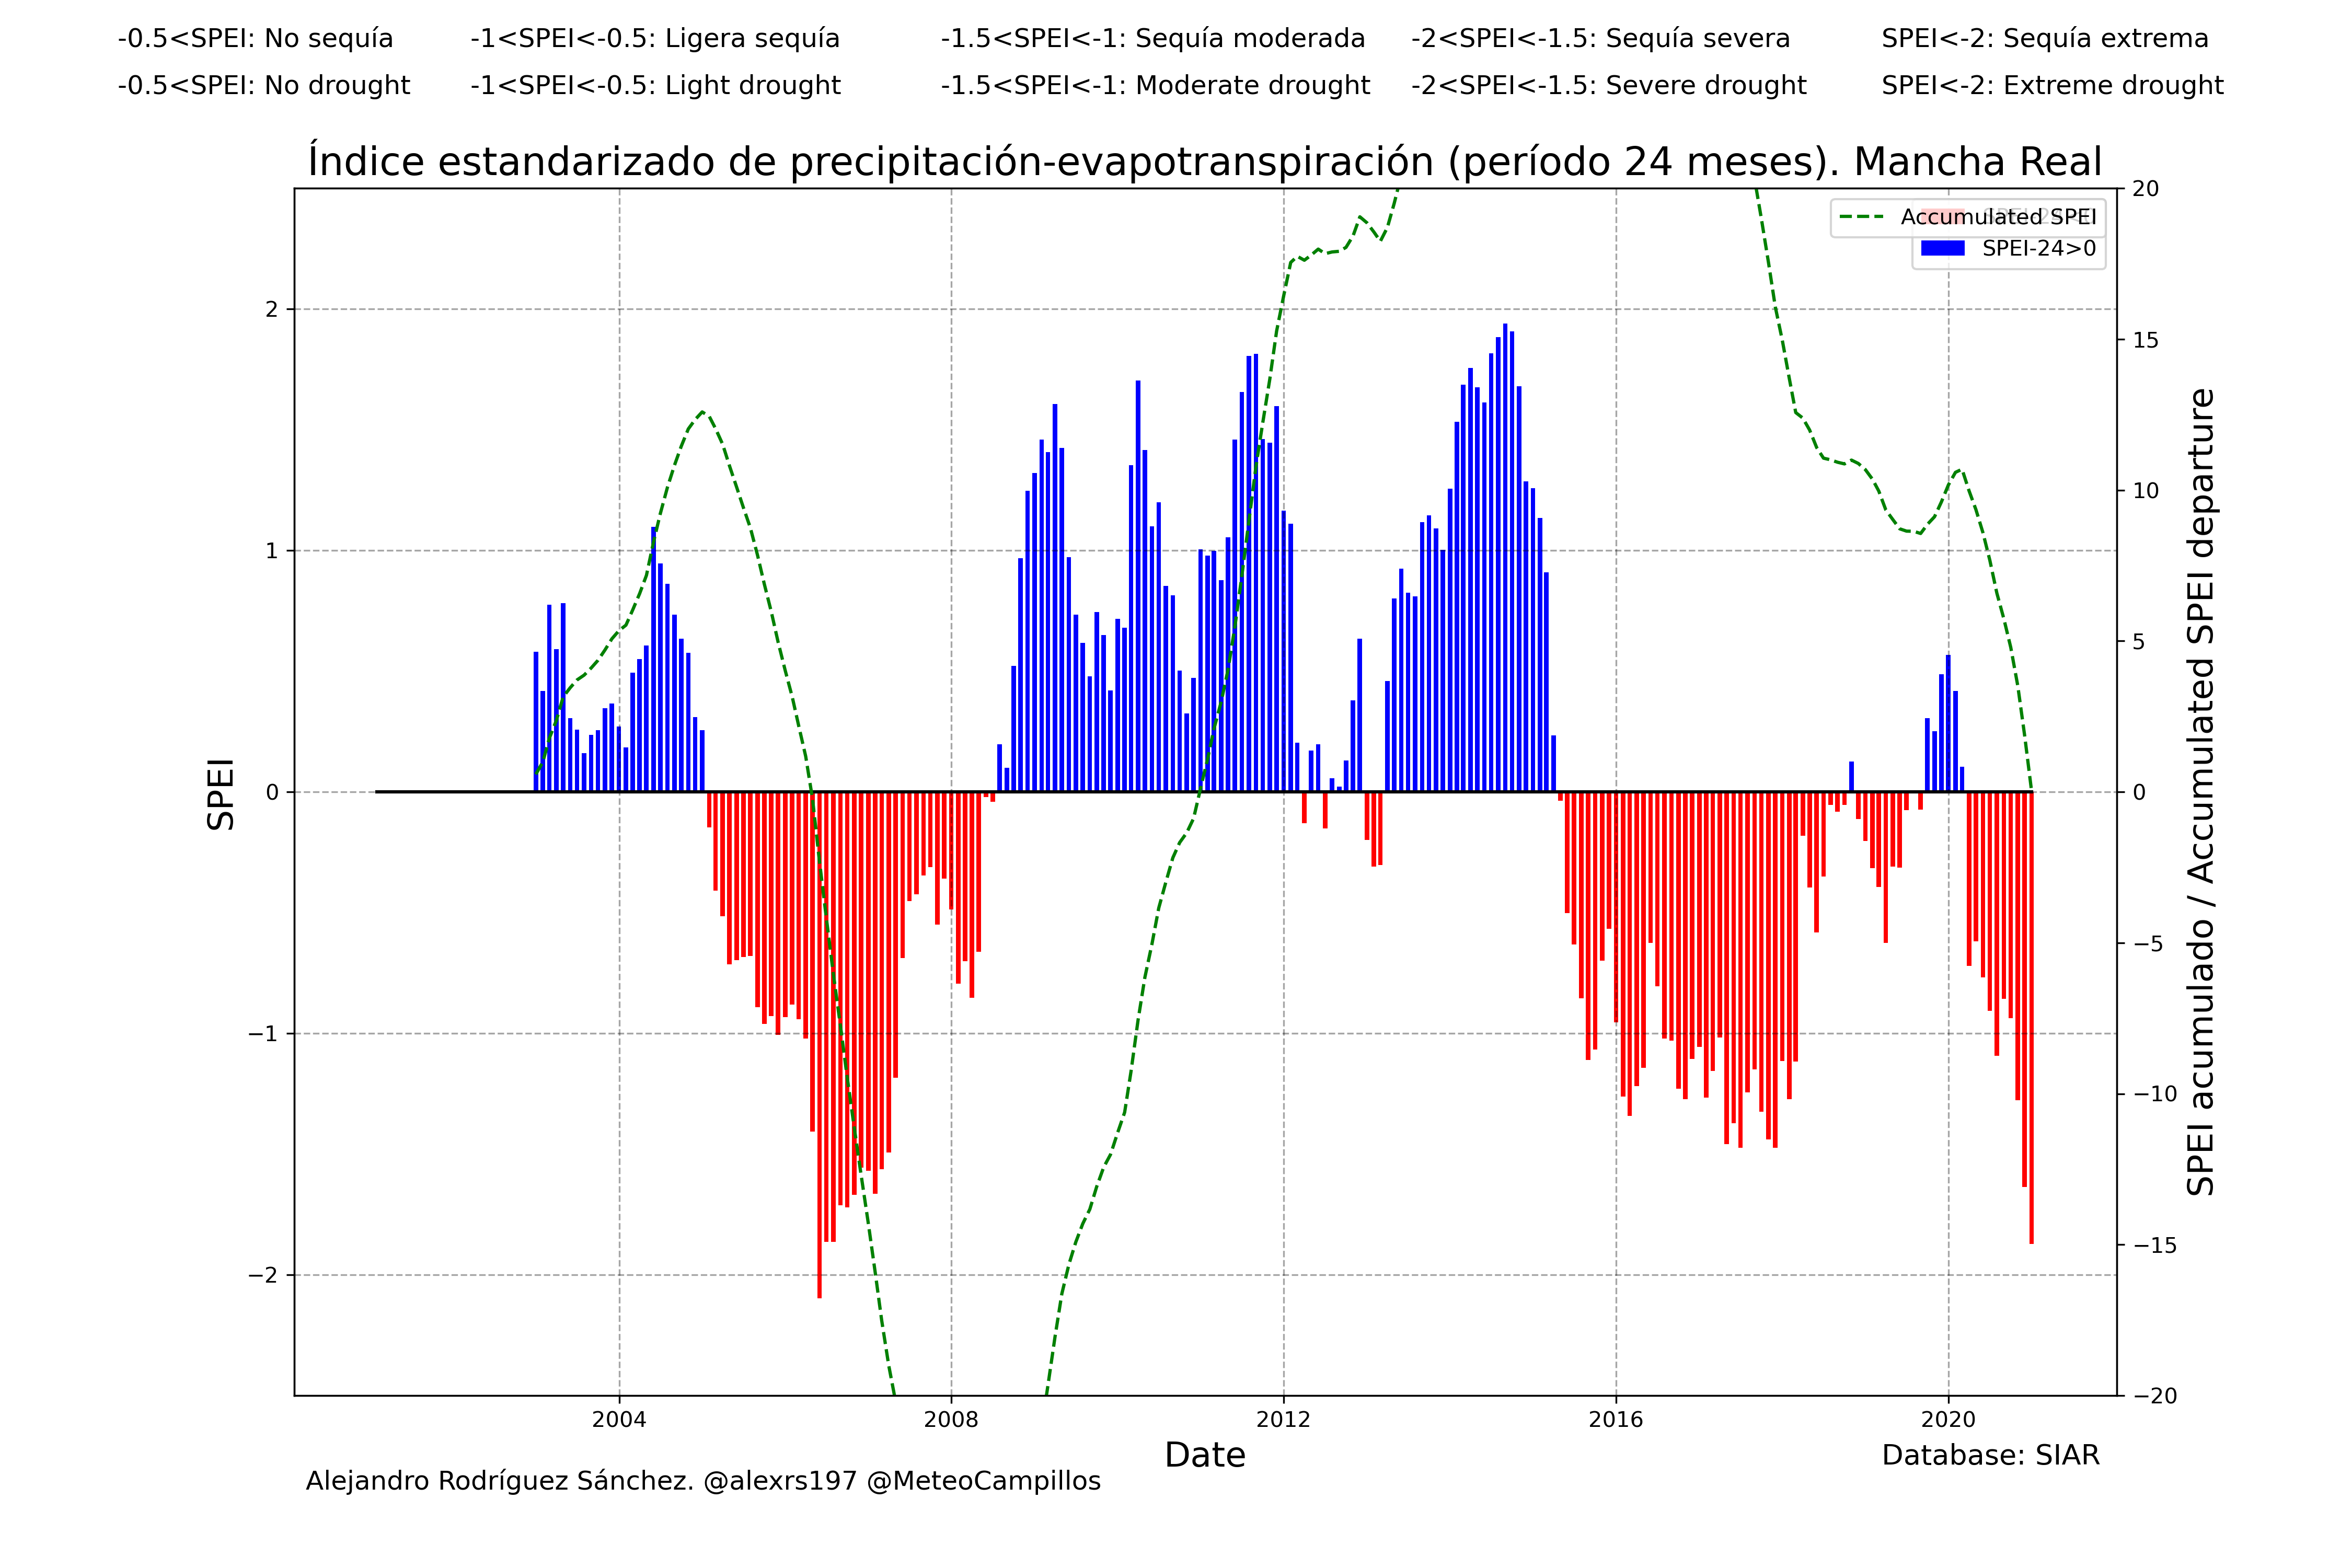 -0.5<SPEI: No sequía -1<SPEI<-0.5: Ligera sequía -1.5<SPEI<-1: Sequía moderada -2<SPEI<-1.5: Sequía severa SPEI<-2: Sequía extrema
-0.5<SPEI: No drought -1<SPEI<-0.5: Light drought -1.5<SPEI<-1: Moderate drought -2<SPEI<-1.5: Severe drought SPEI<-2: Extreme drought
Índice estandarizado de precipitación-evapotranspiración (período 24 meses). Mancha Real
Accumulated SPEI
SPEI-24>0
SPEI
2
1
0
−1
−2
20
15
10
5
0
−5
−10
−15
−20
SPEI acumulado / Accumulated SPEI departure
2004 2008 2012 2016 2020
Date
Database: SIAR
Alejandro Rodríguez Sánchez. @alexrs197 @MeteoCampillos